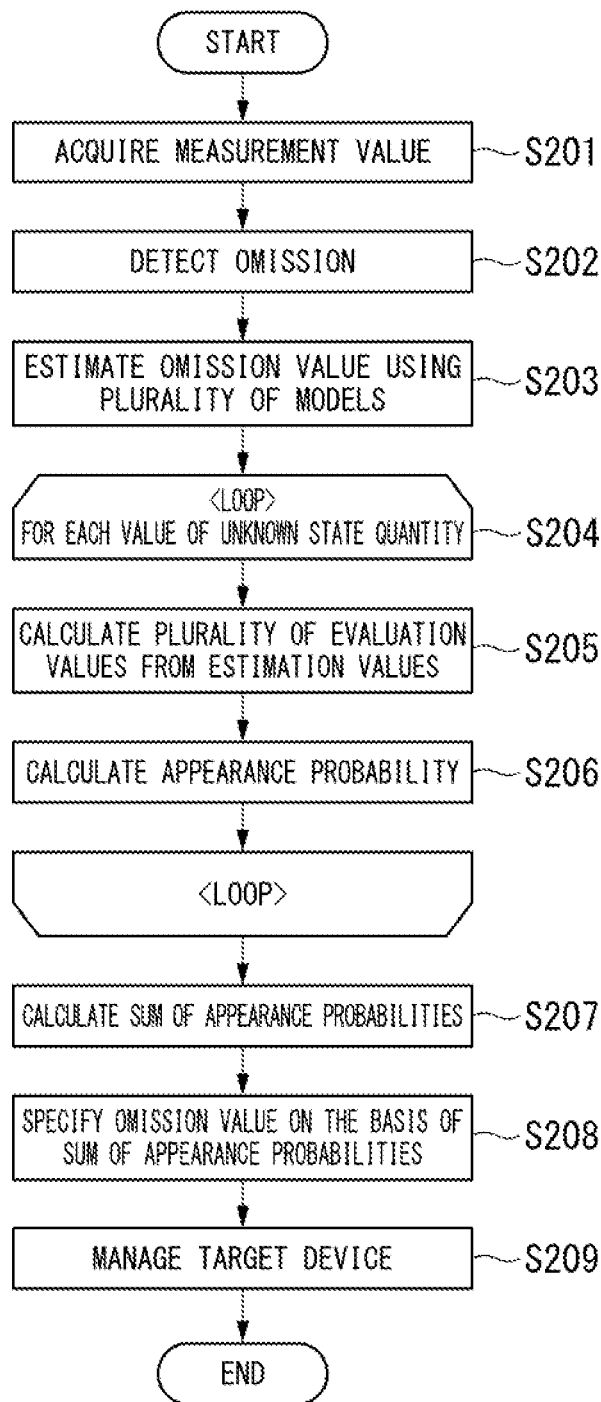 START
ACQUIRE MEASUREMENT VALUE
S201
DETECT OMISSION
S202
ESTIMATE OMISSION VALUE USING
PLURALITY OF MODELS
S203
<LOOP>
FOR EACH VALUE OF UNKNOWN STATE QUANTITY
S204
CALCULATE PLURALITY OF EVALUATION
VALUES FROM ESTIMATION VALUES
S205
CALCULATE APPEARANCE PROBABILITY
S206
<LOOP>
CALCULATE SUM OF APPEARANCE PROBABILITIES
S207
SPECIFY OMISSION VALUE ON THE BASIS OF
SUM OF APPEARANCE PROBABILITIES
S208
MANAGE TARGET DEVICE
S209
END